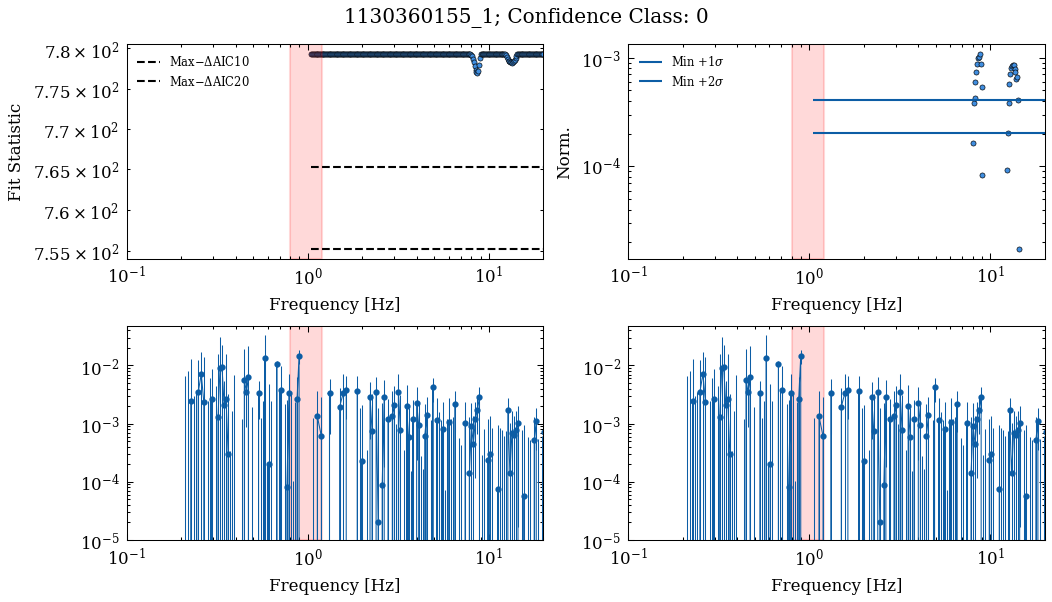 1130360155_1; Confidence Class: 0
Fit Statistic
7.8 × 10²
7.75 × 10²
7.7 × 10²
7.65 × 10²
7.6 × 10²
7.55 × 10²
Max−ΔAIC10
Max−ΔAIC20
10⁻¹ 10⁰ 10¹
Frequency [Hz]
Norm.
10⁻³
10⁻⁴
Min +1σ
Min +2σ
10⁻¹ 10⁰ 10¹
Frequency [Hz]
10⁻²
10⁻³
10⁻⁴
10⁻⁵
10⁻¹ 10⁰ 10¹
Frequency [Hz]
10⁻²
10⁻³
10⁻⁴
10⁻⁵
10⁻¹ 10⁰ 10¹
Frequency [Hz]